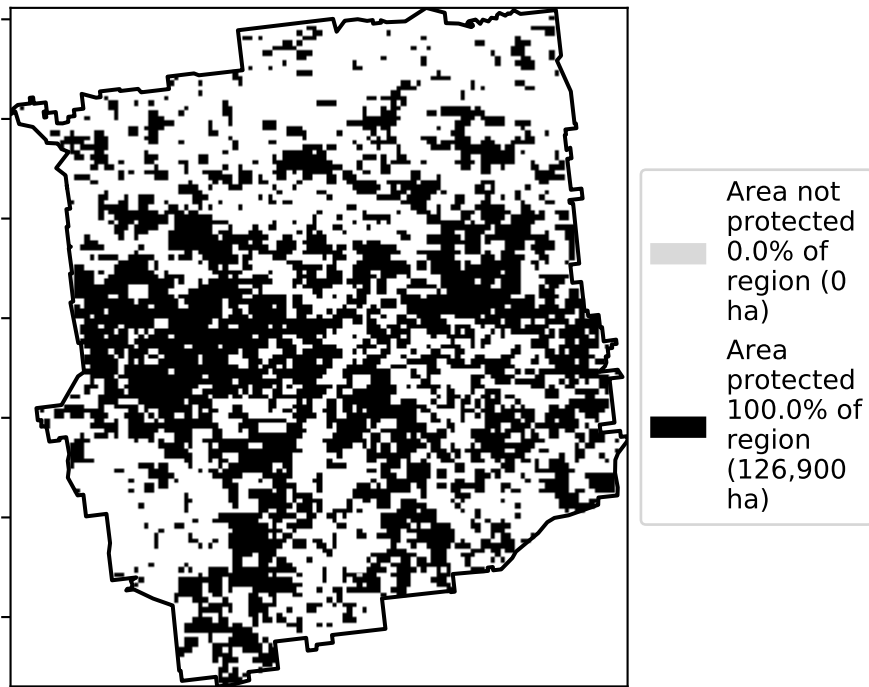 Area not
protected
0.0% of
region (0
ha)
Area
protected
100.0% of
region
(126,900
ha)